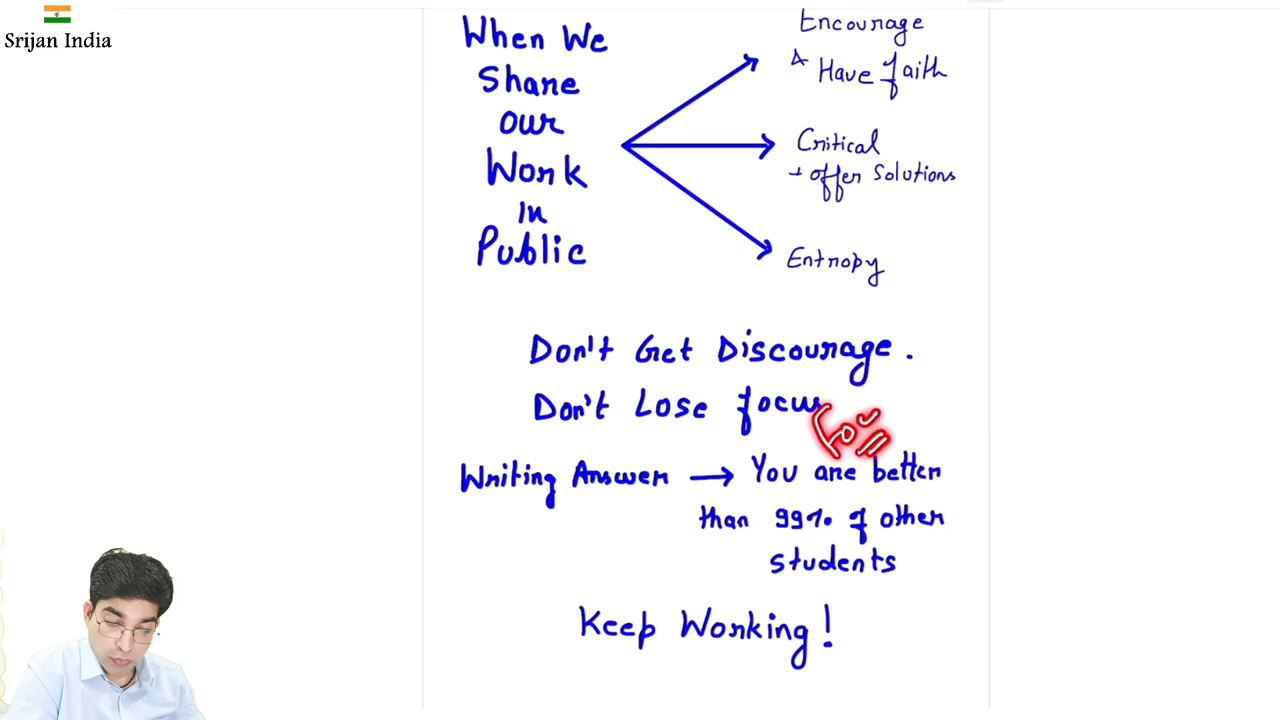 Srijan India
When We
Share
our
Work
in
Public
Encourage
& Have faith
Critical
+ offer Solutions
Entropy
Don't Get Discourage.
Don't Lose focus
Writing Answer → You are better
than 99% of other
students
Keep Working!